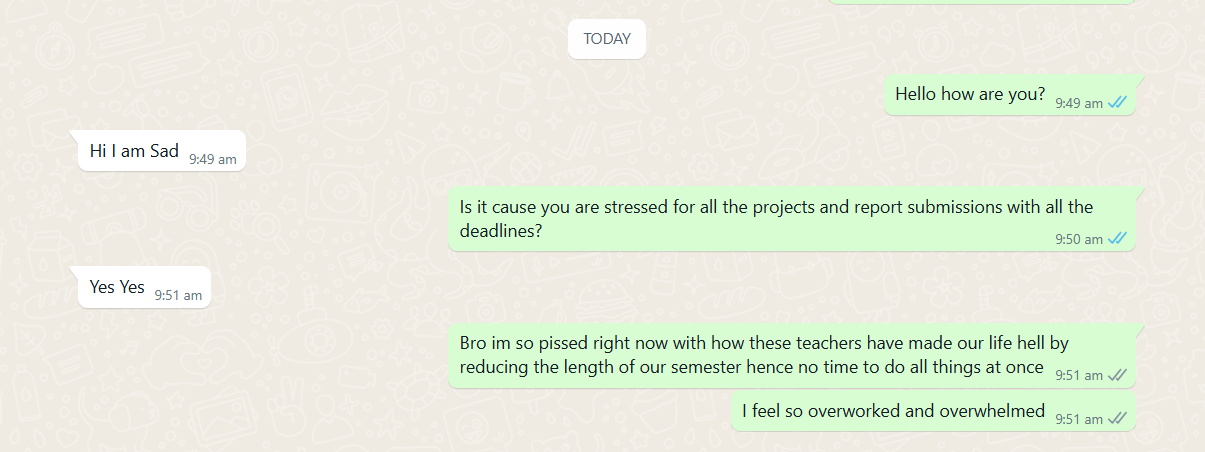 TODAY
Hello how are you? 9:49 am
Hi I am Sad 9:49 am
Is it cause you are stressed for all the projects and report submissions with all the
deadlines? 9:50 am
Yes Yes 9:51 am
Bro im so pissed right now with how these teachers have made our life hell by
reducing the length of our semester hence no time to do all things at once 9:51 am
I feel so overworked and overwhelmed 9:51 am